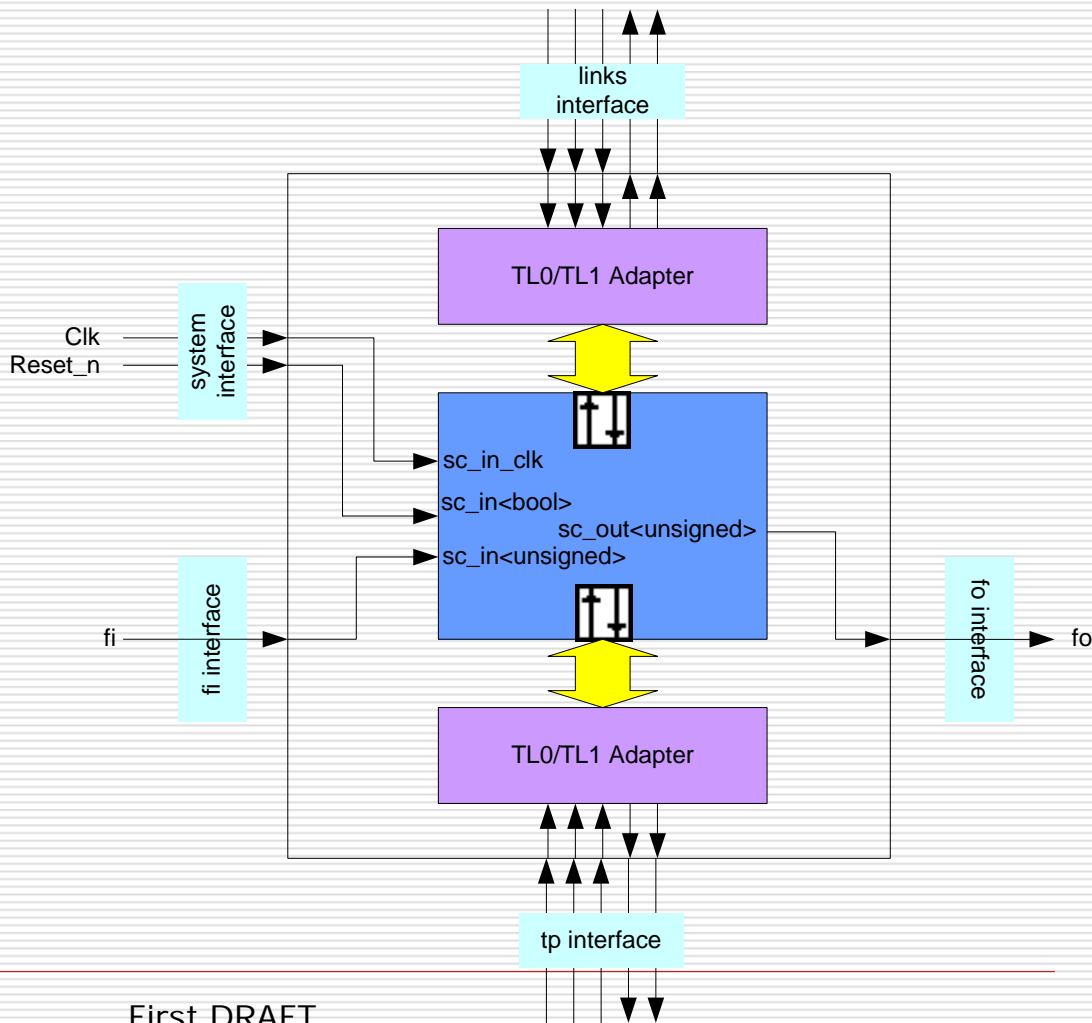 links
interface
TL0/TL1 Adapter
Clk
Reset_n
system
interface
sc_in_clk
sc_in<bool>
sc_out<unsigned>
sc_in<unsigned>
fi
fi interface
fo interface
fo
TL0/TL1 Adapter
tp interface
First DRAFT